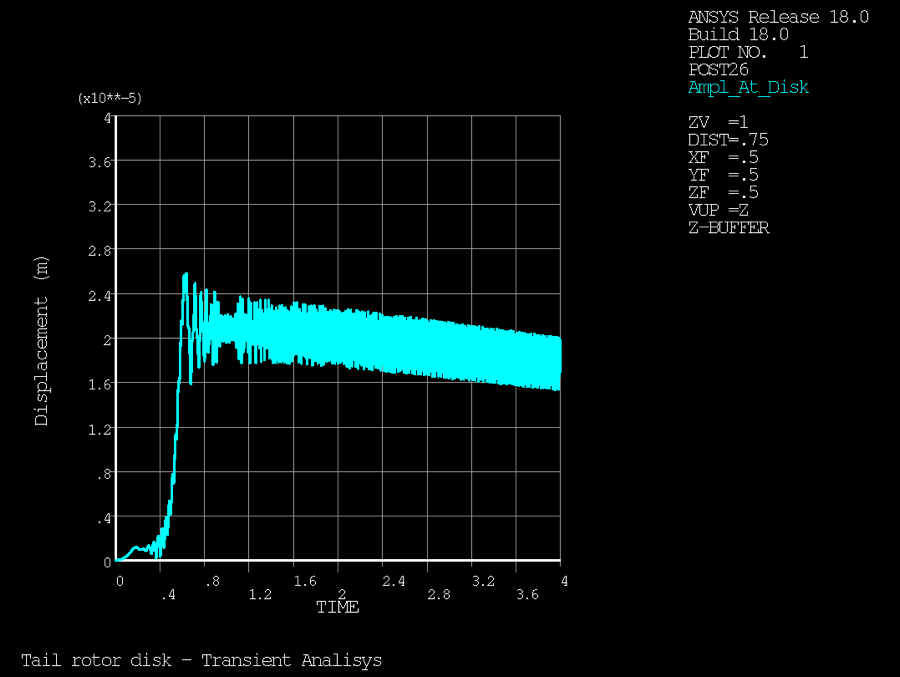 ANSYS Release 18.0
Build 18.0
PLOT NO.   1
POST26
Ampl_At_Disk
ZV  =1
DIST=.75
XF  =.5
YF  =.5
ZF  =.5
VUP =Z
Z-BUFFER
(x10**-5)
4
3.6
3.2
2.8
2.4
2
1.6
1.2
.8
.4
0
Displacement (m)
0 .8 1.6 2.4 3.2 4
.4 1.2 2 2.8 3.6
TIME
Tail rotor disk - Transient Analisys